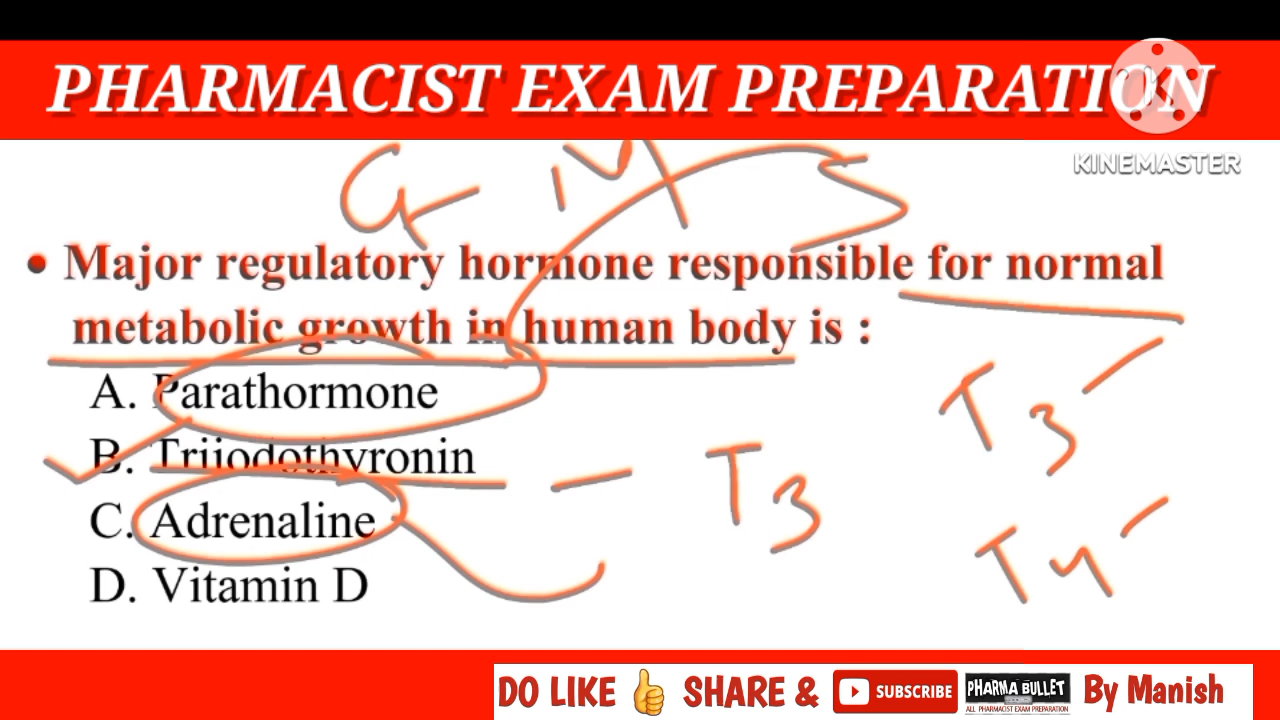 PHARMACIST EXAM PREPARATION
KINEMASTER
• Major regulatory hormone responsible for normal
metabolic growth in human body is :
A. Parathormone
B. Triiodothyronin
C. Adrenaline
D. Vitamin D
T3
T3
T4
DO LIKE 👍 SHARE & SUBSCRIBE PHARMA BULLET By Manish
ALL PHARMACIST EXAM PREPARATION